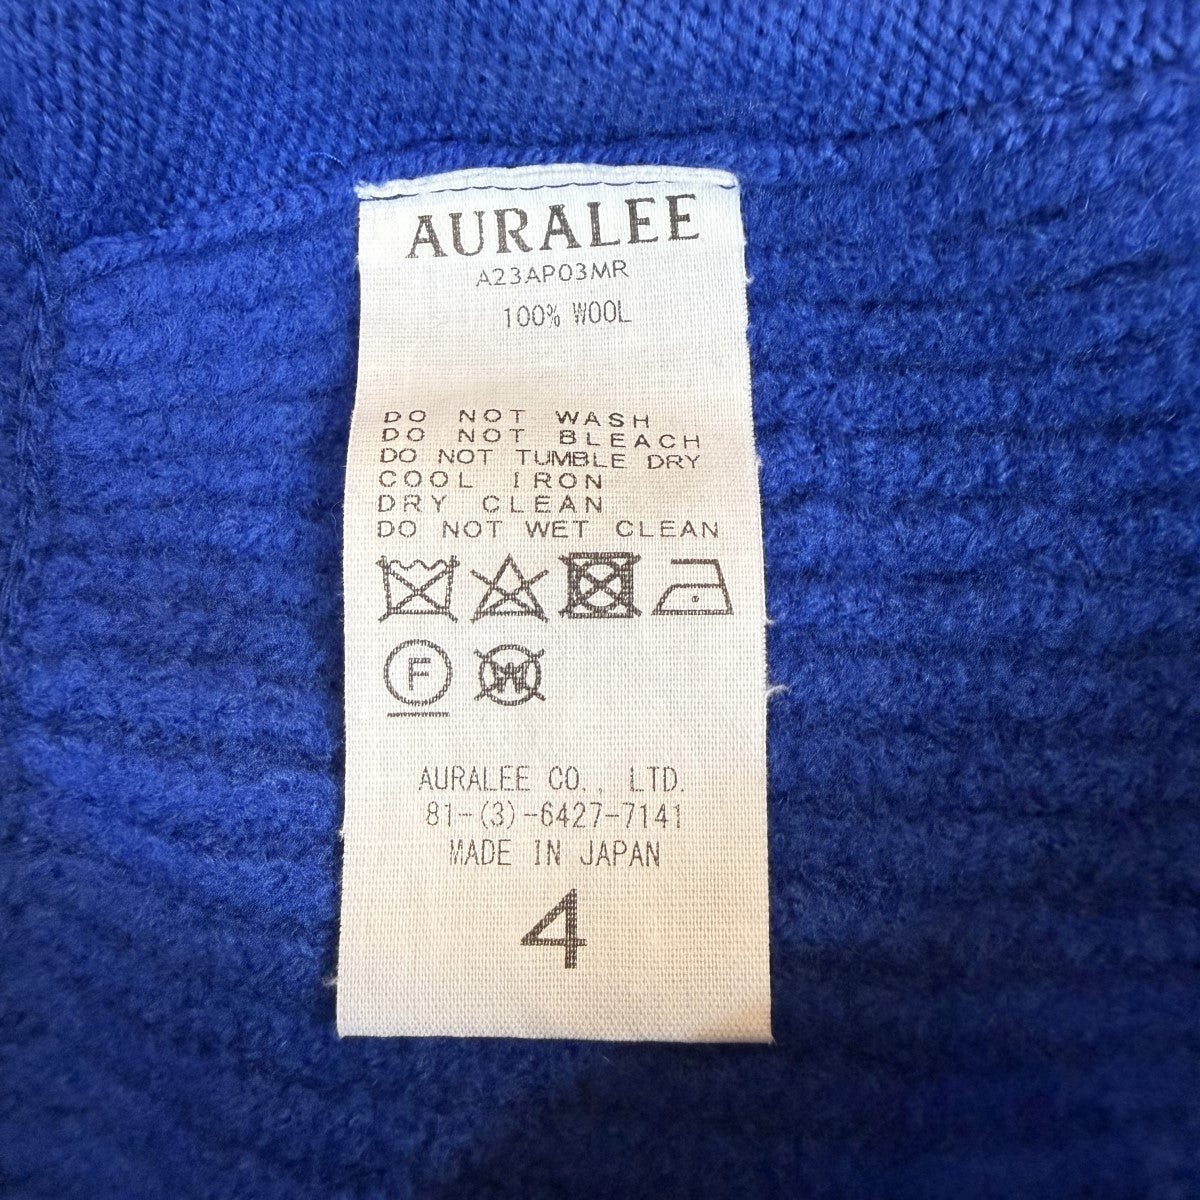 AURALEE
A23AP03MR
100% WOOL
DO NOT WASH
DO NOT BLEACH
DO NOT TUMBLE DRY
COOL IRON
DRY CLEAN
DO NOT WET CLEAN
F W
AURALEE CO., LTD.
81-(3)-6427-7141
MADE IN JAPAN
4